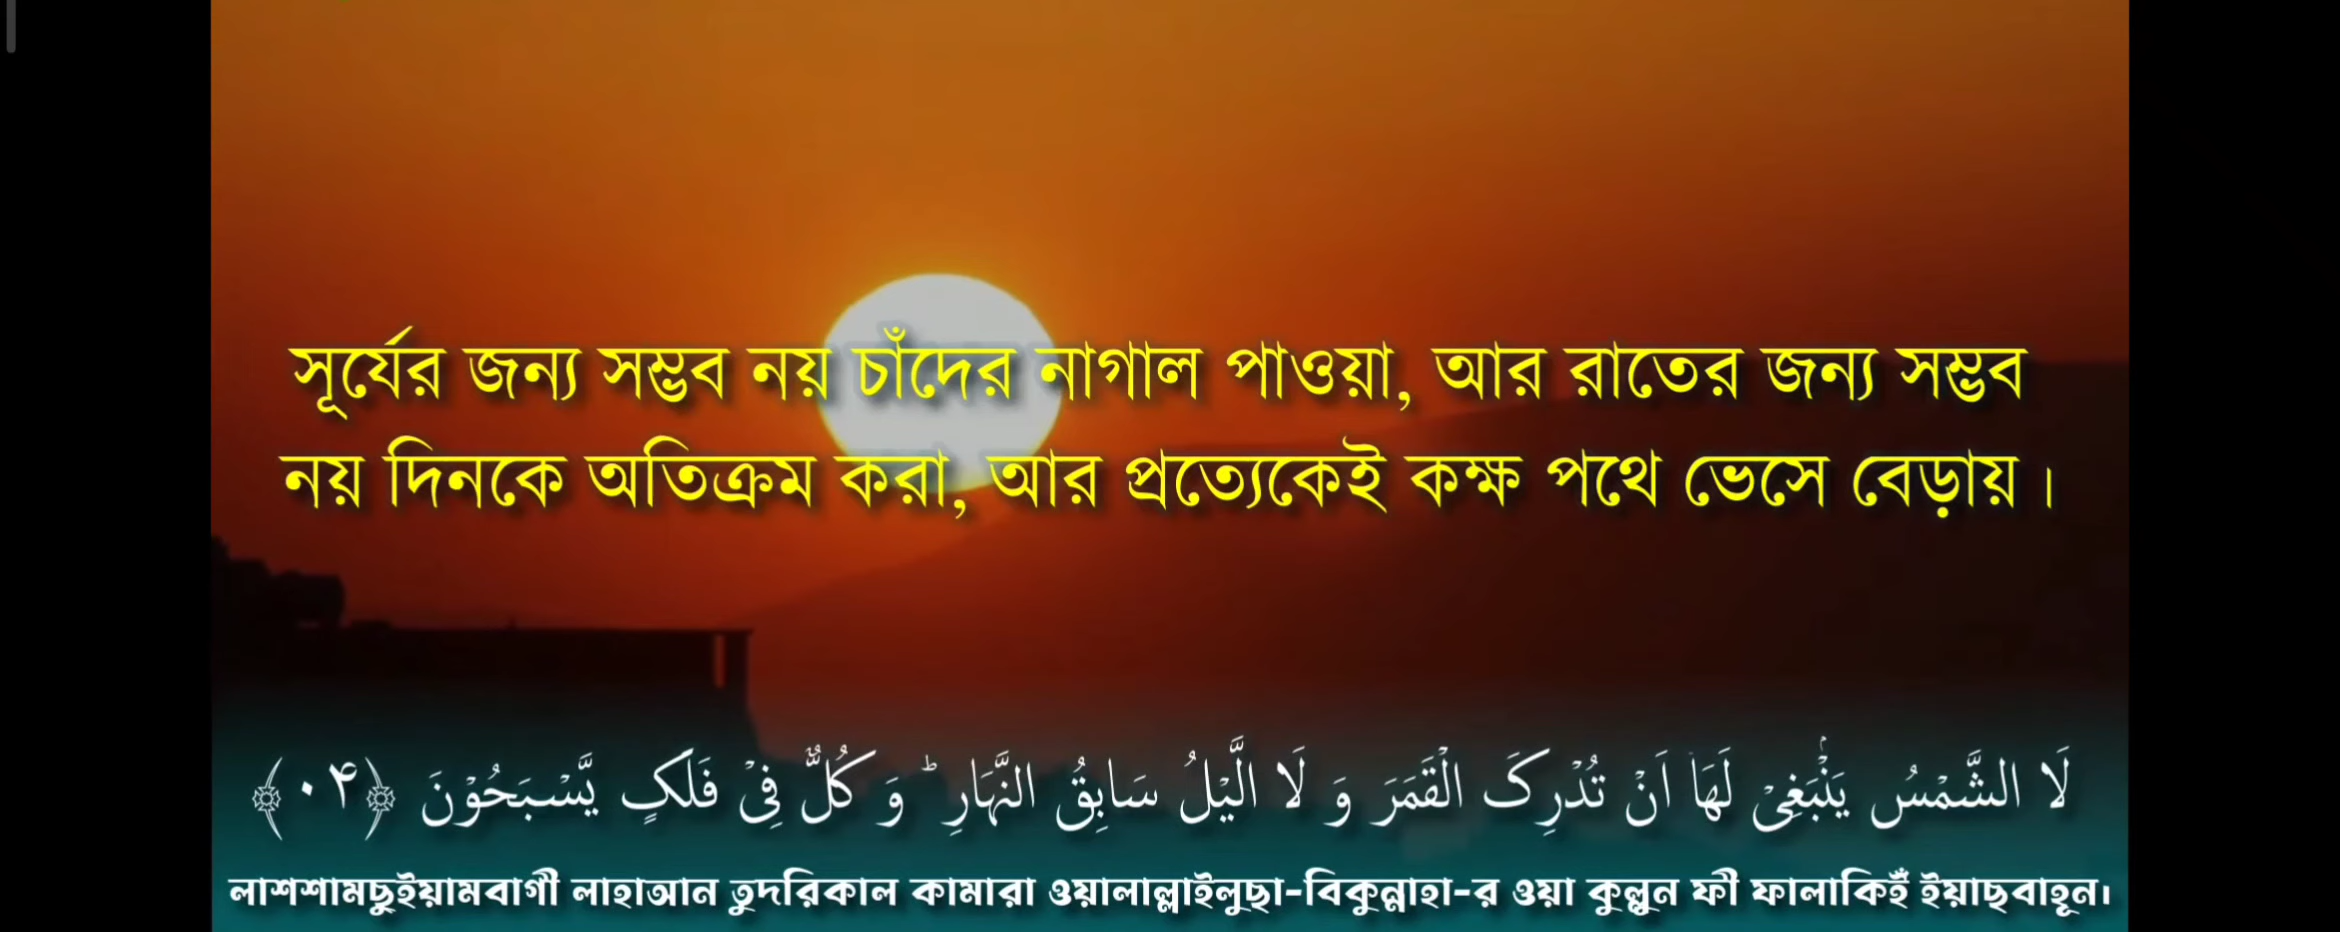 সূর্যের জন্য সম্ভব নয় চাঁদের নাগাল পাওয়া, আর রাতের জন্য সম্ভব
নয় দিনকে অতিক্রম করা, আর প্রত্যেকেই কক্ষ পথে ভেসে বেড়ায়।
لَا الشَّمْسُ یَنْۢبَغِیْ لَهَاۤ اَنْ تُدْرِکَ الْقَمَرَ وَ لَا الَّیْلُ سَابِقُ النَّهَارِ ؕ وَ کُلٌّ فِیْ فَلَکٍ یَّسْبَحُوْنَ ﴿۰۴﴾
লাশশামছুইয়ামবাগী লাহাআন তুদরিকাল কামারা ওয়ালাল্লাইলুছা-বিকুন্নাহা-র ওয়া কুল্লুন ফী ফালাকিইঁ ইয়াছবাহূন।